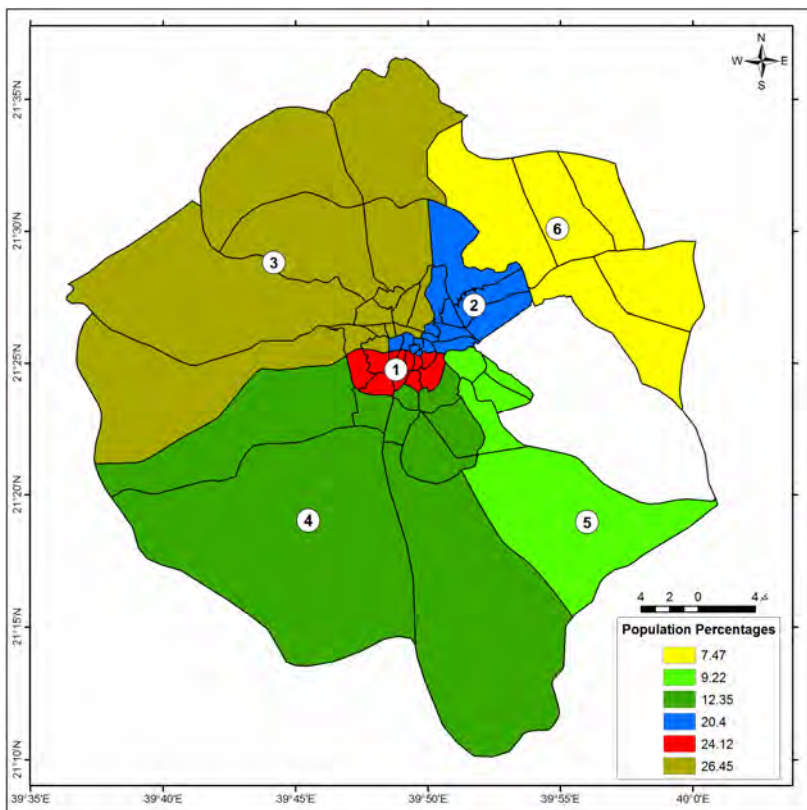 N
W E
S
21°35'N
21°30'N
21°25'N
21°20'N
21°15'N
21°10'N
6
3
2
1
4
5
4 2 0 4 كم
Population Percentages
7.47
9.22
12.35
20.4
24.12
26.45
39°35'E 39°40'E 39°45'E 39°50'E 39°55'E 40°0'E